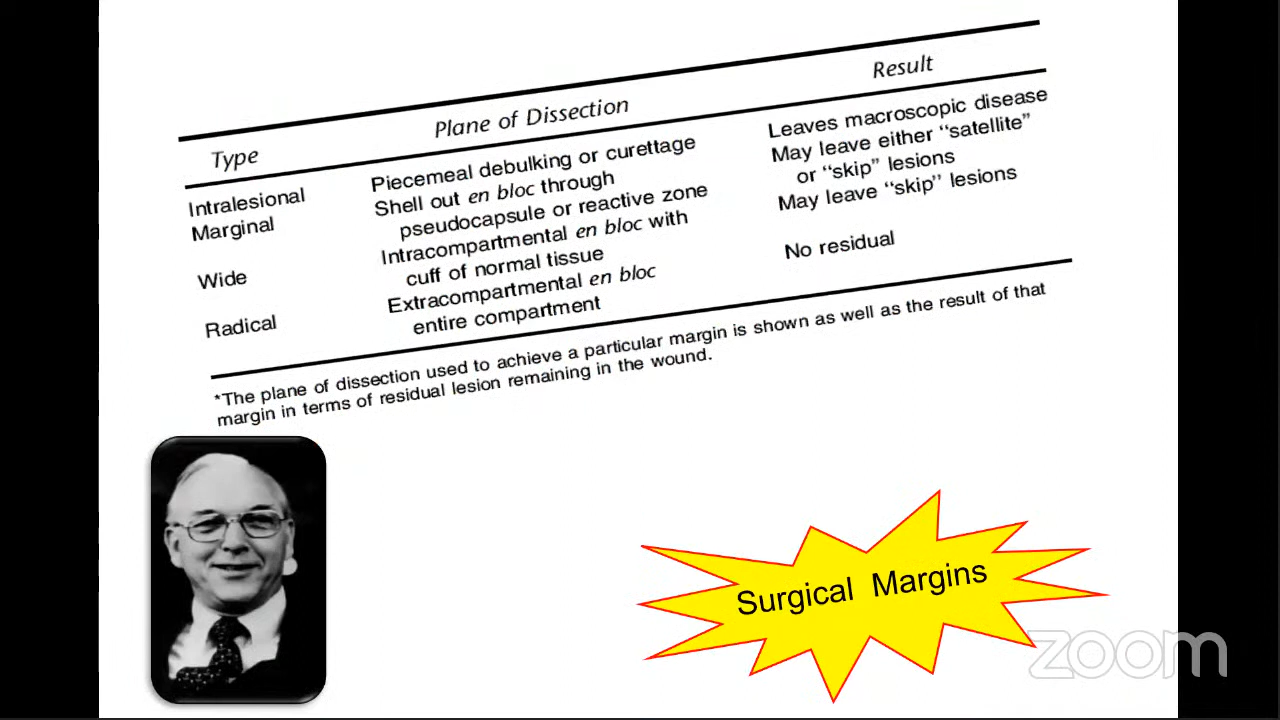 Type Plane of Dissection Result
Intralesional Piecemeal debulking or curettage Leaves macroscopic disease
Marginal Shell out en bloc through May leave either “satellite”
pseudocapsule or reactive zone or “skip” lesions
Wide Intracompartmental en bloc with May leave “skip” lesions
cuff of normal tissue
Radical Extracompartmental en bloc No residual
entire compartment
*The plane of dissection used to achieve a particular margin is shown as well as the result of that
margin in terms of residual lesion remaining in the wound.
Surgical Margins
zoom